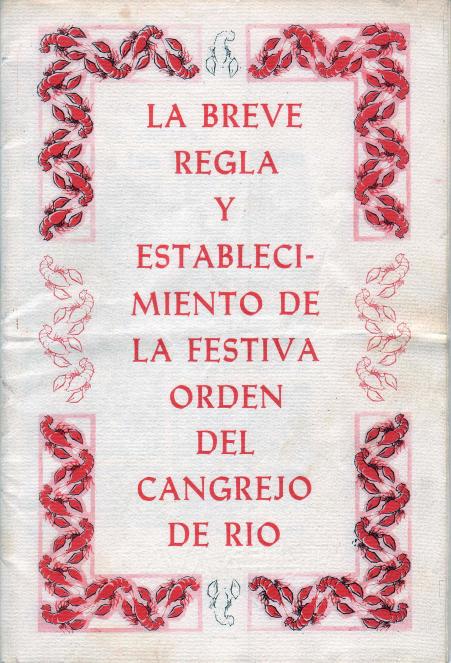 LA BREVE
REGLA
Y
ESTABLECI-
MIENTO DE
LA FESTIVA
ORDEN
DEL
CANGREJO
DE RIO